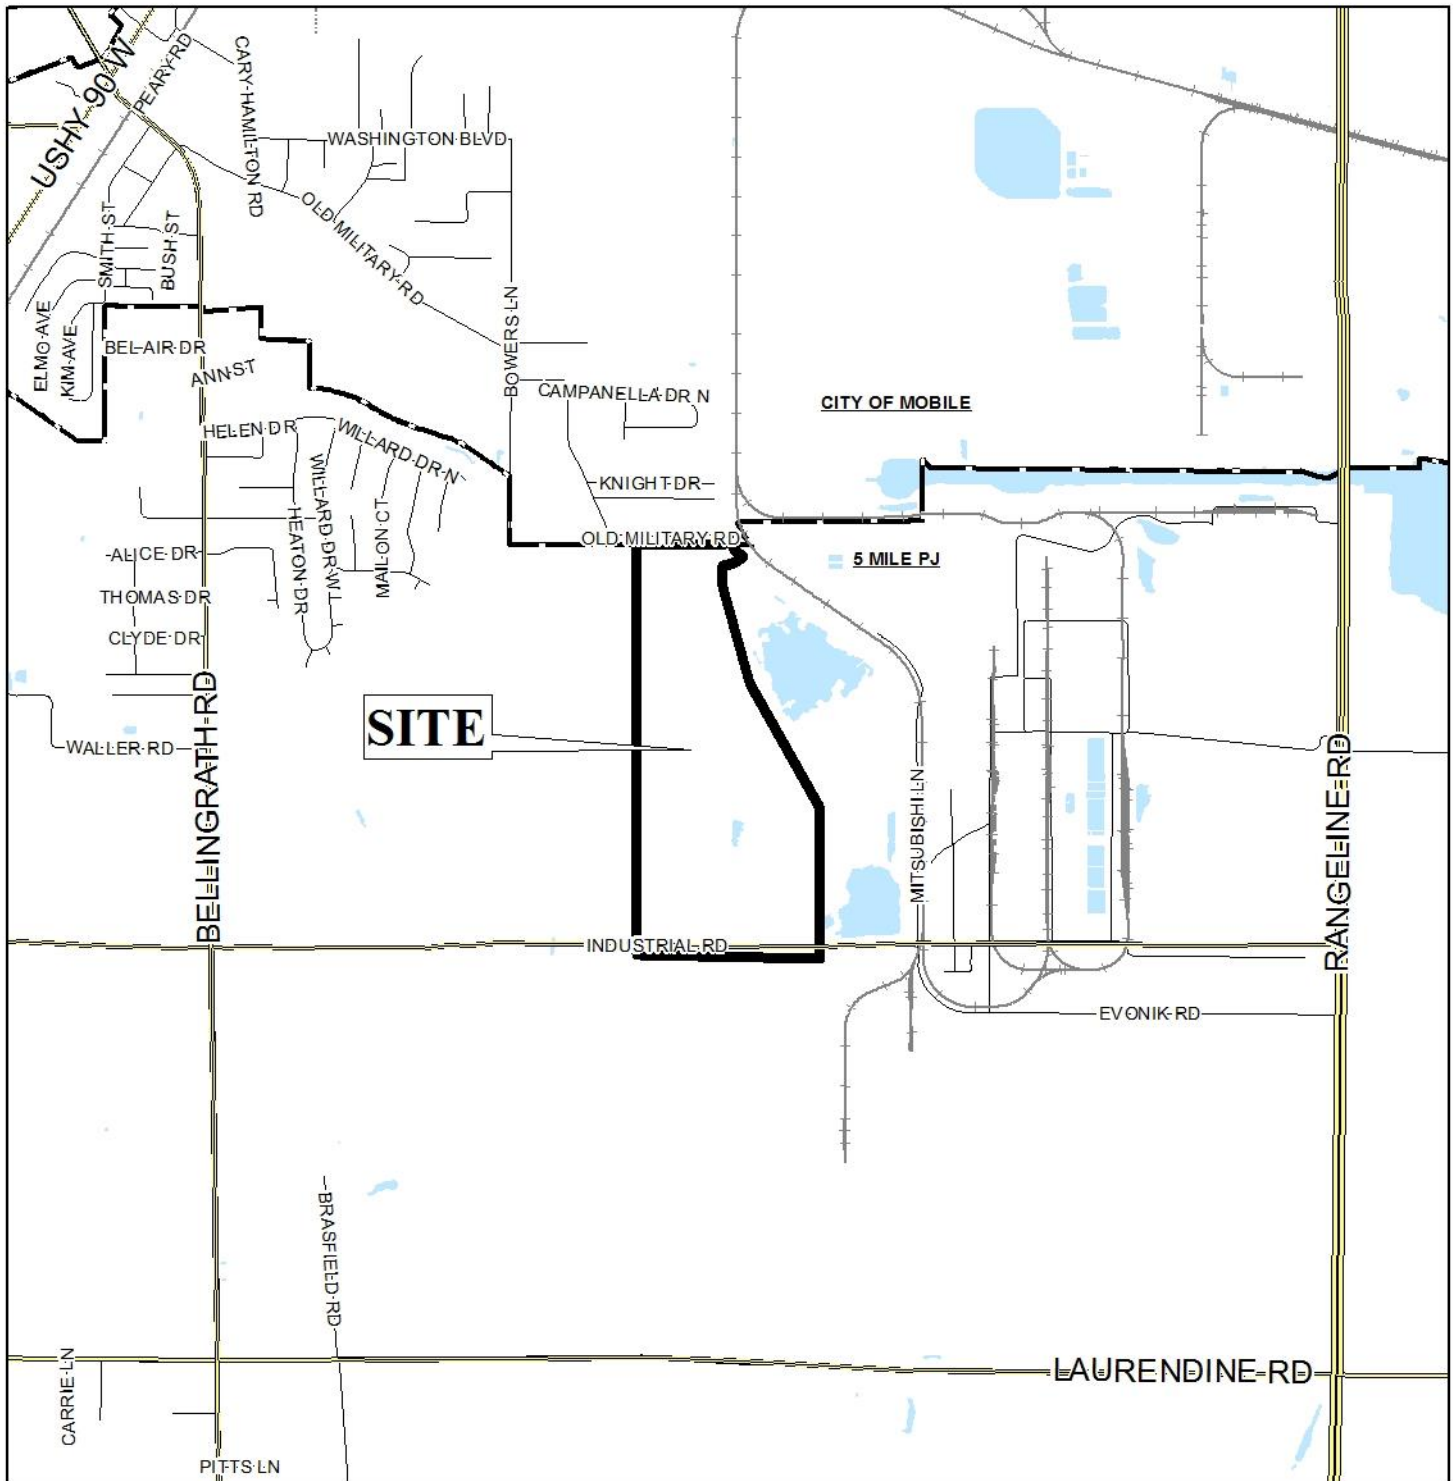 USHY 90 W
PEARY RD
CARY HAMILTON RD
WASHINGTON BLVD
OLD MILITARY RD
SMITH ST
BUSH ST
ELMO AVE
KIM AVE
BEL AIR DR
ANN ST
BOWERS LN
CAMPANELLA DR N
CITY OF MOBILE
HELEN DR
WILLARD DR N
WILLARD DR W
HEATON DR
MAILON CT
KNIGHT DR
OLD MILITARY RD
5 MILE PJ
ALICE DR
THOMAS DR
CLYDE DR
BELLINGRATH RD
SITE
WALLER RD
MITSUBISHI LN
RANGELINE RD
INDUSTRIAL RD
EVONIK RD
BRASFIELD RD
CARRIE LN
LAURENDINE RD
PITTS LN